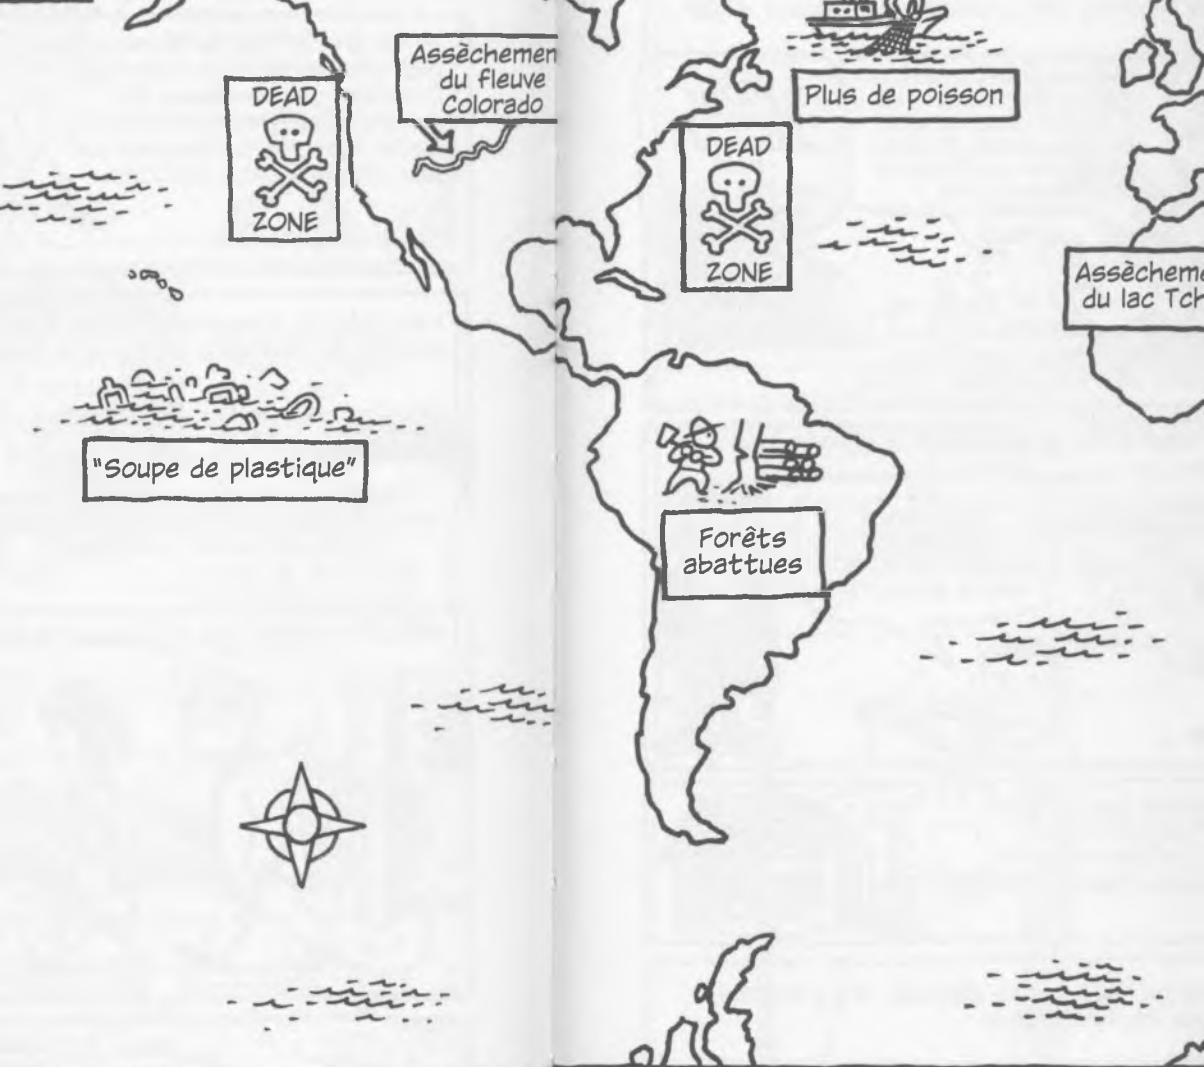 Assèchemen
du fleuve
Colorado
DEAD
ZONE
Plus de poisson
DEAD
ZONE
Assècheme
du lac Tch
"Soupe de plastique"
Forêts
abattues